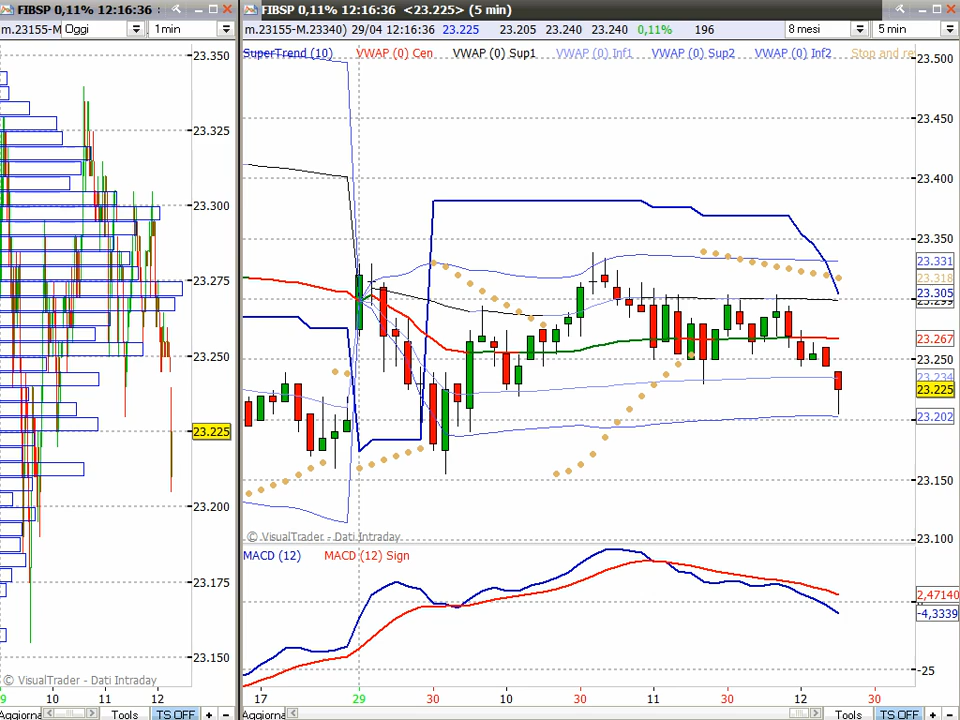 FIBSP 0,11% 12:16:36
m.23155-M Oggi 1min
23.350
23.325
23.300
23.275
23.250
23.225
23.200
23.175
23.150
© VisualTrader - Dati Intraday
9 10 11 12
Aggiorna Tools TS OFF + -
FIBSP 0,11% 12:16:36 <23.225> (5 min)
m.23155-M.23340) 29/04 12:16:36 23.225 23.205 23.240 23.240 0,11% 196 8 mesi 5 min
SuperTrend (10) VWAP (0) Cen VWAP (0) Sup1 VWAP (0) Inf1 VWAP (0) Sup2 VWAP (0) Inf2 Stop and re
23.500
23.450
23.400
23.350
23.331
23.318
23.305
23.299
23.267
23.250
23.234
23.225
23.202
23.150
23.100
© VisualTrader - Dati Intraday
MACD (12) MACD (12) Sign
2,47140
-4,3339
-25
17 29 30 10 30 11 30 12 30
Aggiorna Tools TS OFF + -